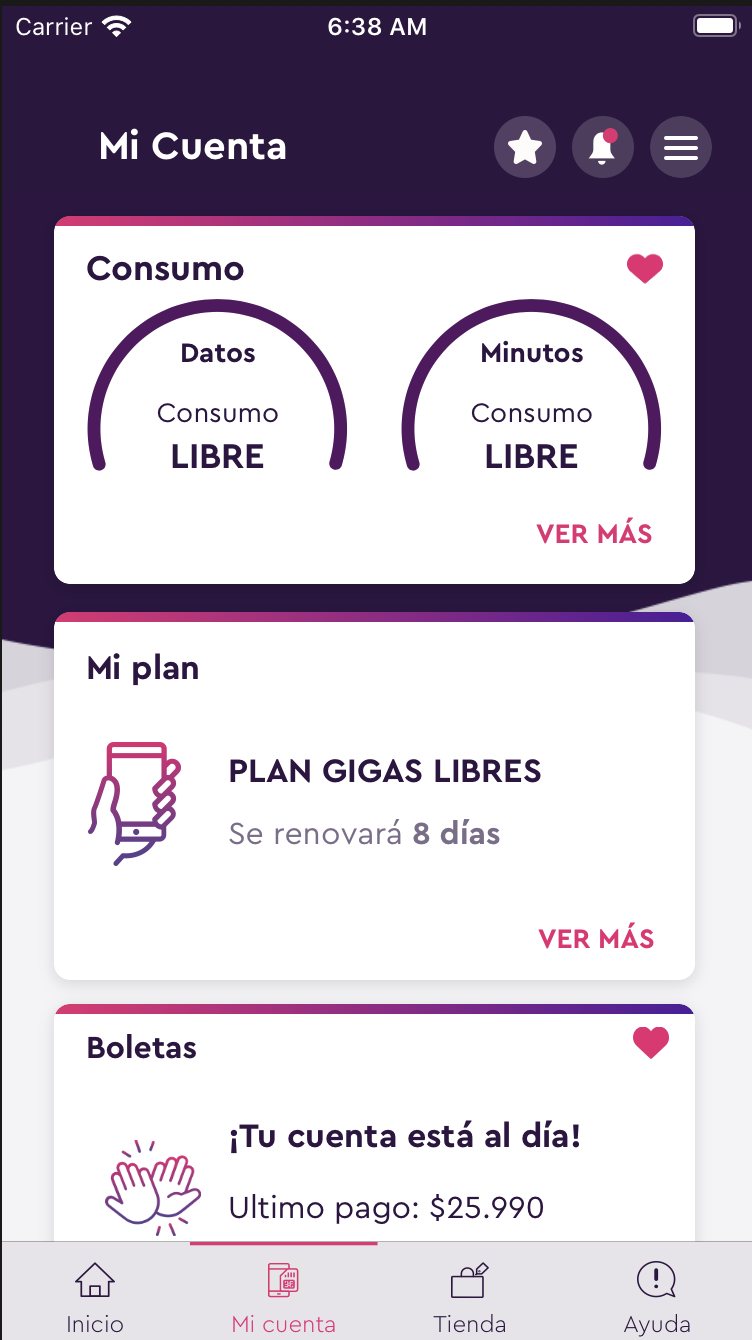 Carrier 6:38 AM
Mi Cuenta
Consumo
Datos
Consumo
LIBRE
Minutos
Consumo
LIBRE
VER MÁS
Mi plan
PLAN GIGAS LIBRES
Se renovará 8 días
VER MÁS
Boletas
¡Tu cuenta está al día!
Ultimo pago: $25.990
Inicio
Mi cuenta
Tienda
Ayuda